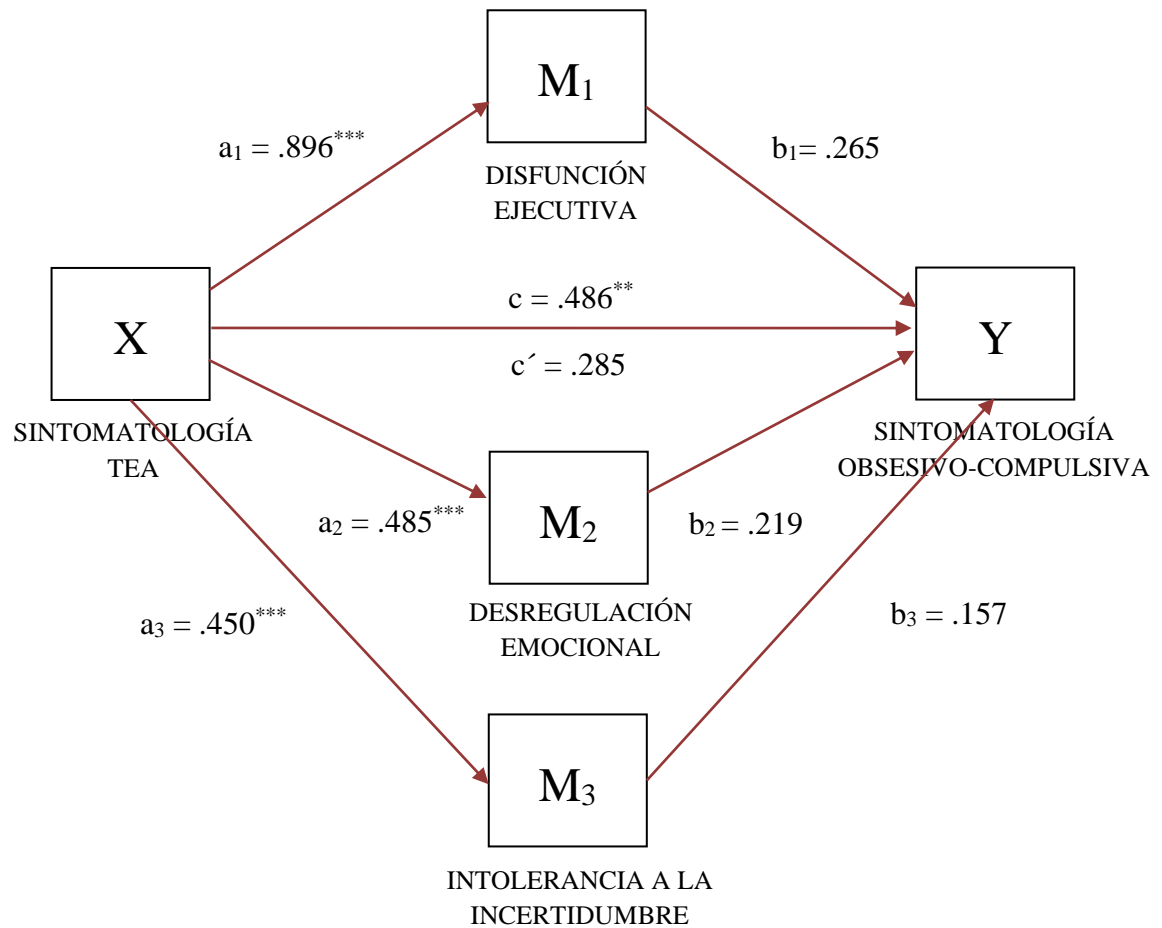 M₁
a₁ = .896***
b₁= .265
DISFUNCIÓN
EJECUTIVA
c = .486**
X
Y
c´ = .285
SINTOMATOLOGÍA
TEA
SINTOMATOLOGÍA
OBSESIVO-COMPULSIVA
a₂ = .485***
M₂
b₂ = .219
DESREGULACIÓN
EMOCIONAL
a₃ = .450***
b₃ = .157
M₃
INTOLERANCIA A LA
INCERTIDUMBRE